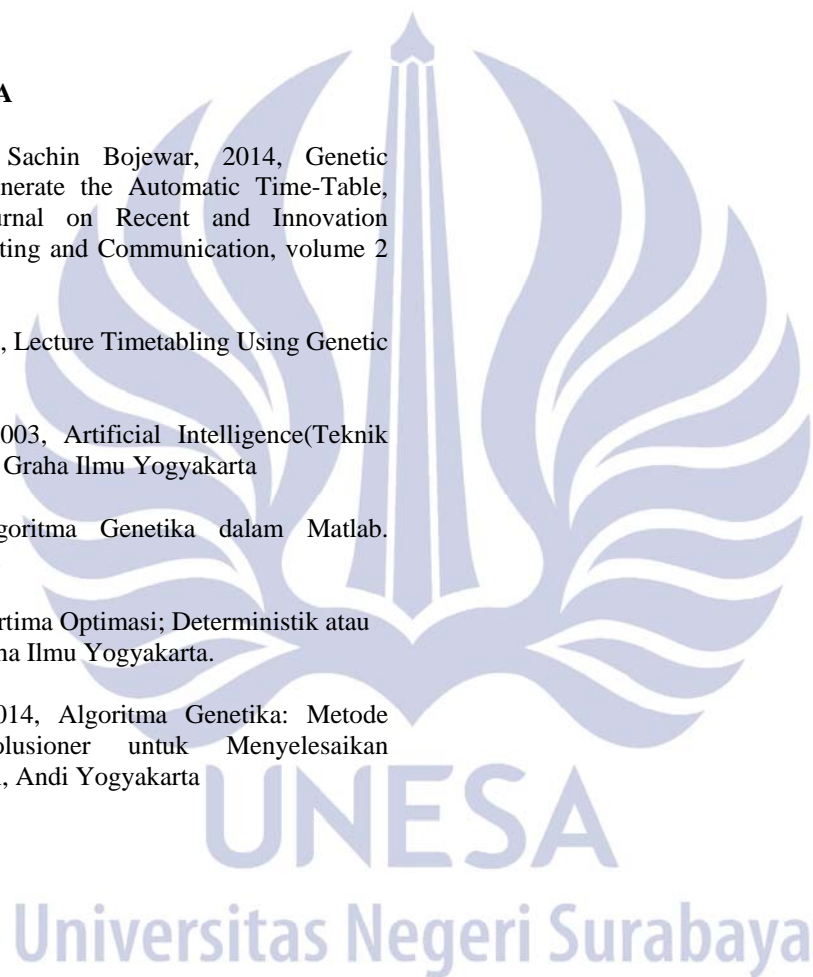 A
Sachin Bojewar, 2014, Genetic
nerate the Automatic Time-Table,
urnal on Recent and Innovation
ting and Communication, volume 2
, Lecture Timetabling Using Genetic
003, Artificial Intelligence(Teknik
Graha Ilmu Yogyakarta
goritma Genetika dalam Matlab.
rtima Optimasi; Deterministik atau
ha Ilmu Yogyakarta.
014, Algoritma Genetika: Metode
olusioner untuk Menyelesaikan
, Andi Yogyakarta
UNESA
Universitas Negeri Surabaya